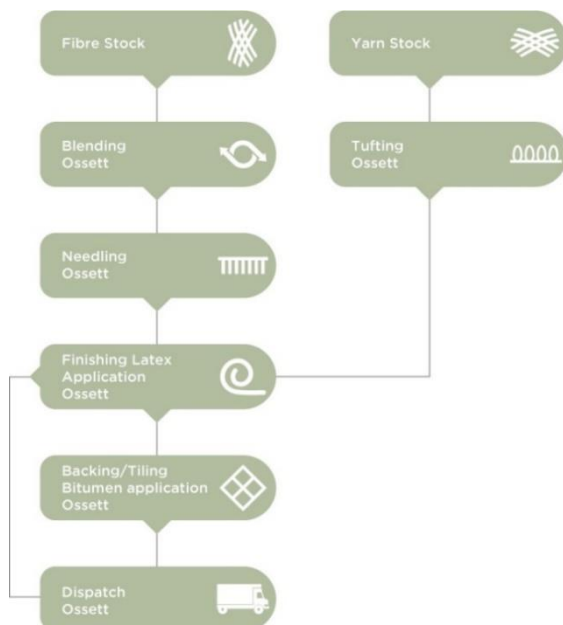 Fibre Stock
Yarn Stock
Blending
Ossett
Tufting
Ossett
Needling
Ossett
Finishing Latex
Application
Ossett
Backing/Tiling
Bitumen application
Ossett
Dispatch
Ossett